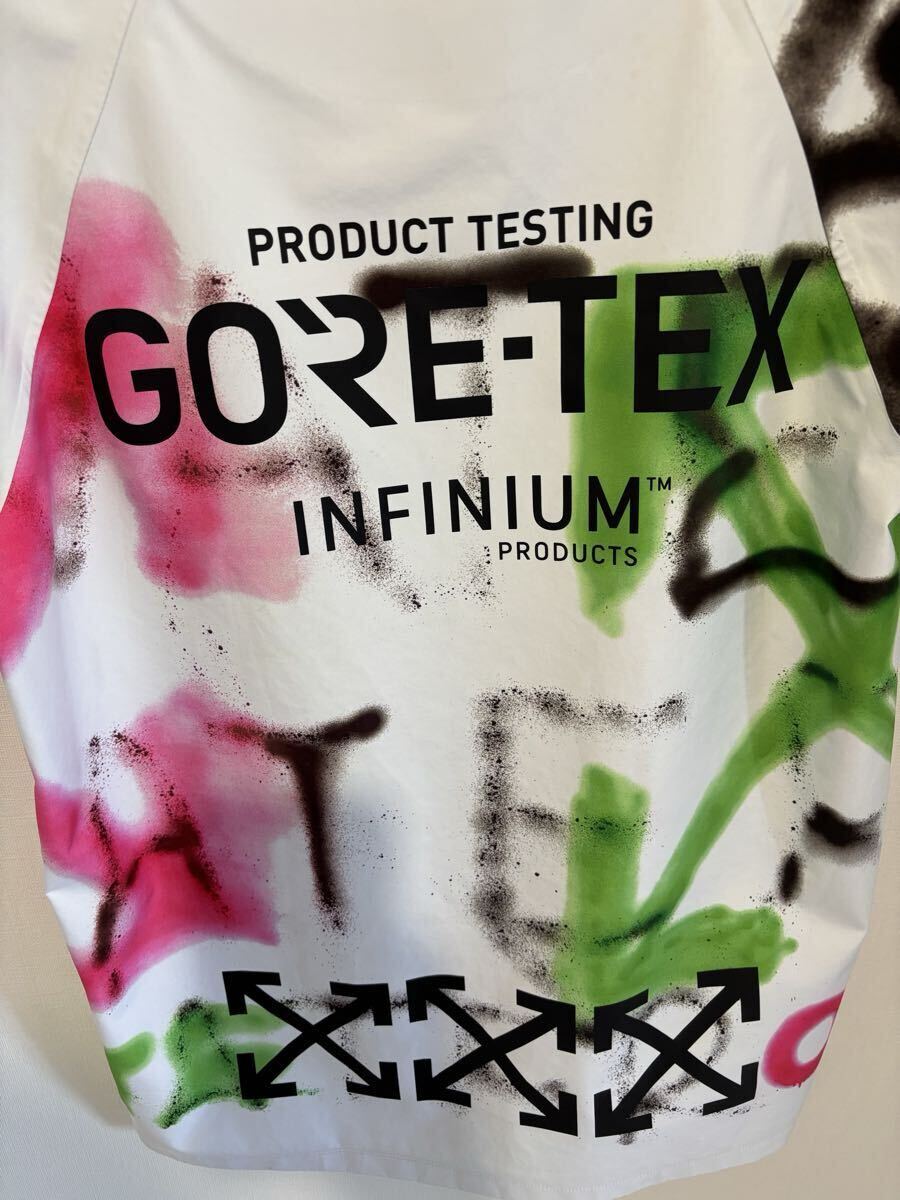 PRODUCT TESTING
GORE-TEX
INFINIUM™
PRODUCTS